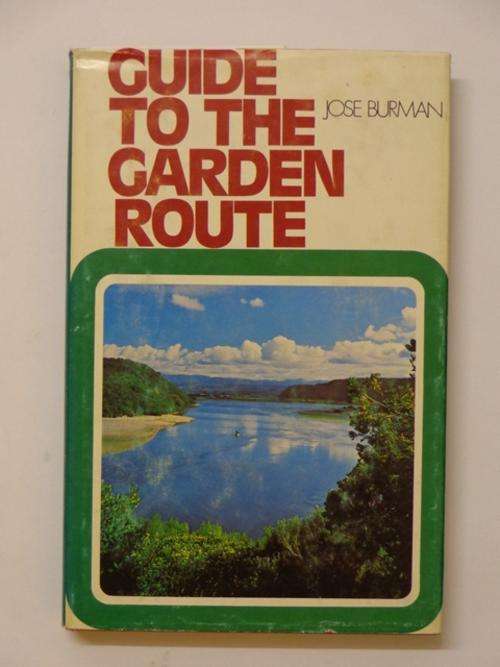 GUIDE
TO THE
JOSE BURMAN
GARDEN
ROUTE